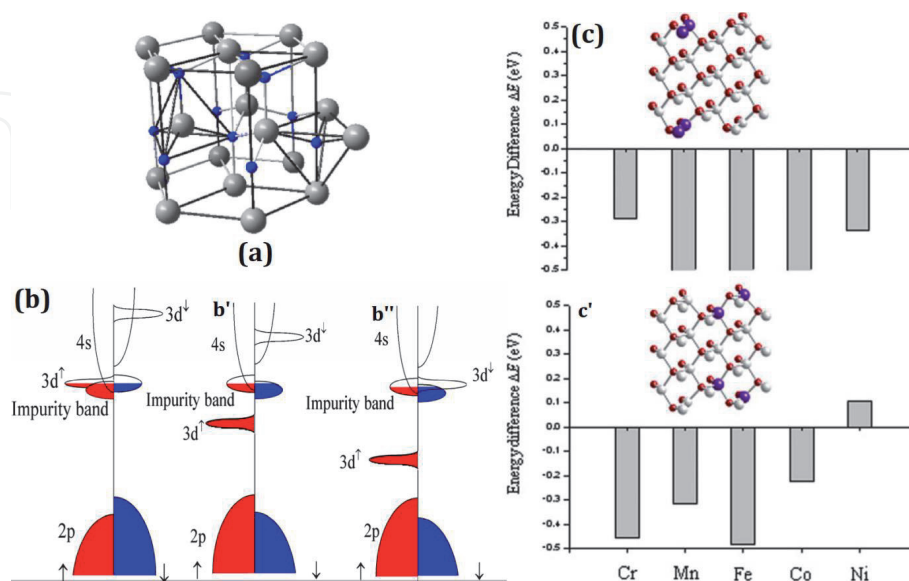 (a)
(b)
b'
b"
4s
3d↓
3d↑
Impurity band
2p
↑
↓
3d↓
Impurity band
3d↑
2p
↑
↓
3d↓
Impurity band
3d↑
2p
↑
↓
(c)
Energy Difference ΔE (eV)
0.5
0.4
0.3
0.2
0.1
0.0
-0.1
-0.2
-0.3
-0.4
-0.5
c'
Energy difference ΔE (eV)
0.5
0.4
0.3
0.2
0.1
0.0
-0.1
-0.2
-0.3
-0.4
-0.5
Cr Mn Fe Co Ni